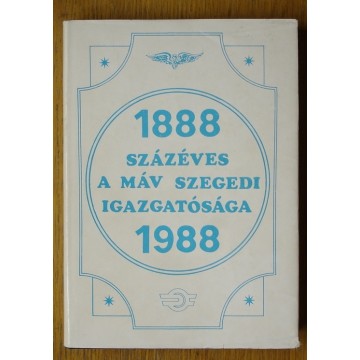 1888
SZÁZÉVES
A MÁV SZEGEDI
IGAZGATÓSÁGA
1988